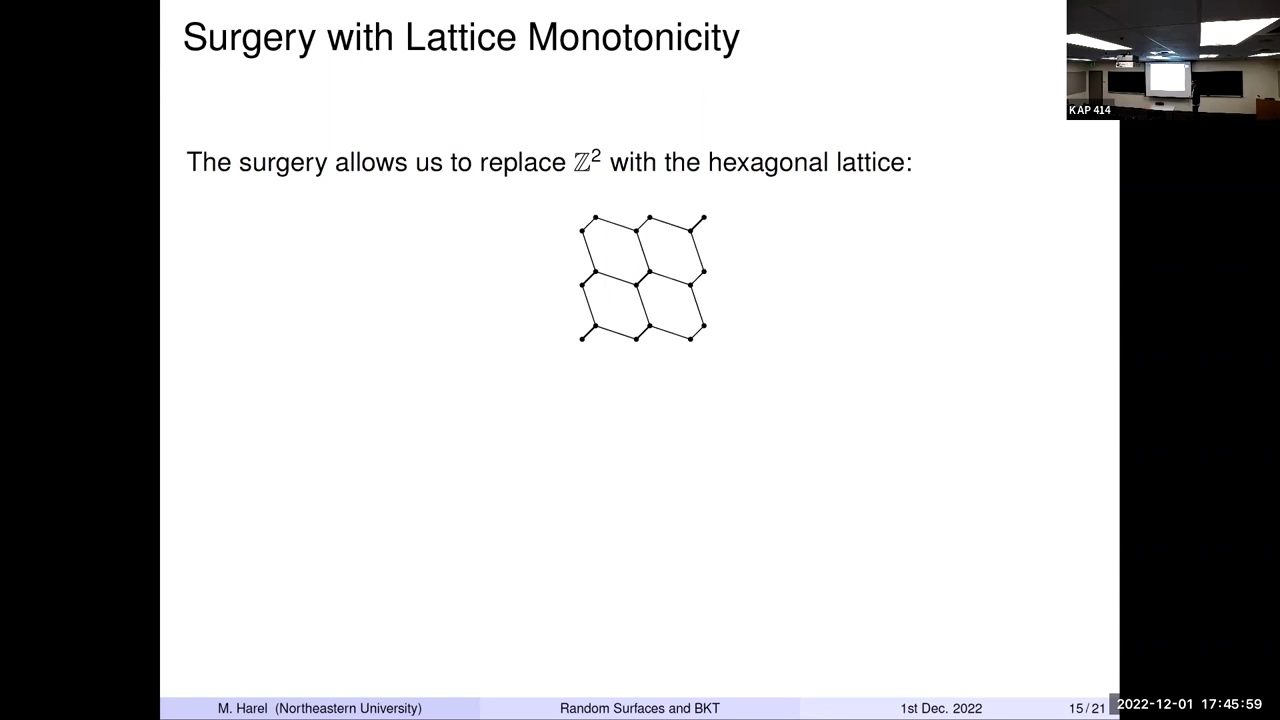 Surgery with Lattice Monotonicity
KAP 414
The surgery allows us to replace ℤ² with the hexagonal lattice:
M. Harel (Northeastern University) Random Surfaces and BKT 1st Dec. 2022 15 / 21
2022-12-01 17:45:59